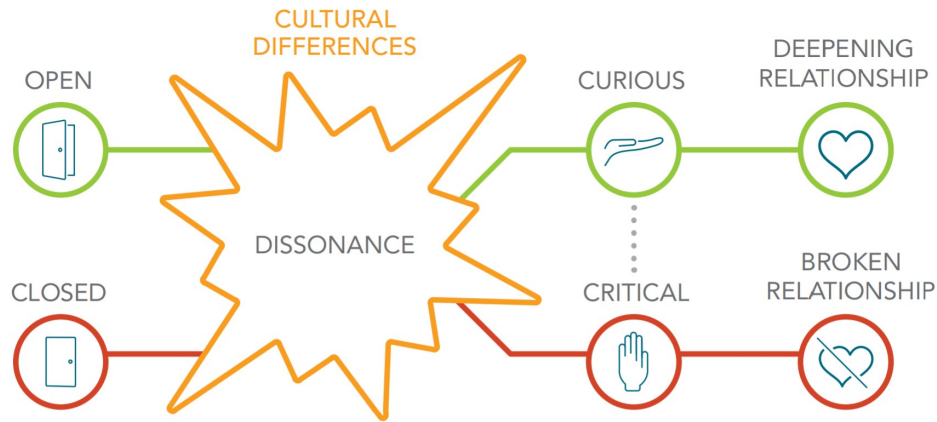 CULTURAL
DIFFERENCES
OPEN
CURIOUS
DEEPENING
RELATIONSHIP
DISSONANCE
CLOSED
CRITICAL
BROKEN
RELATIONSHIP